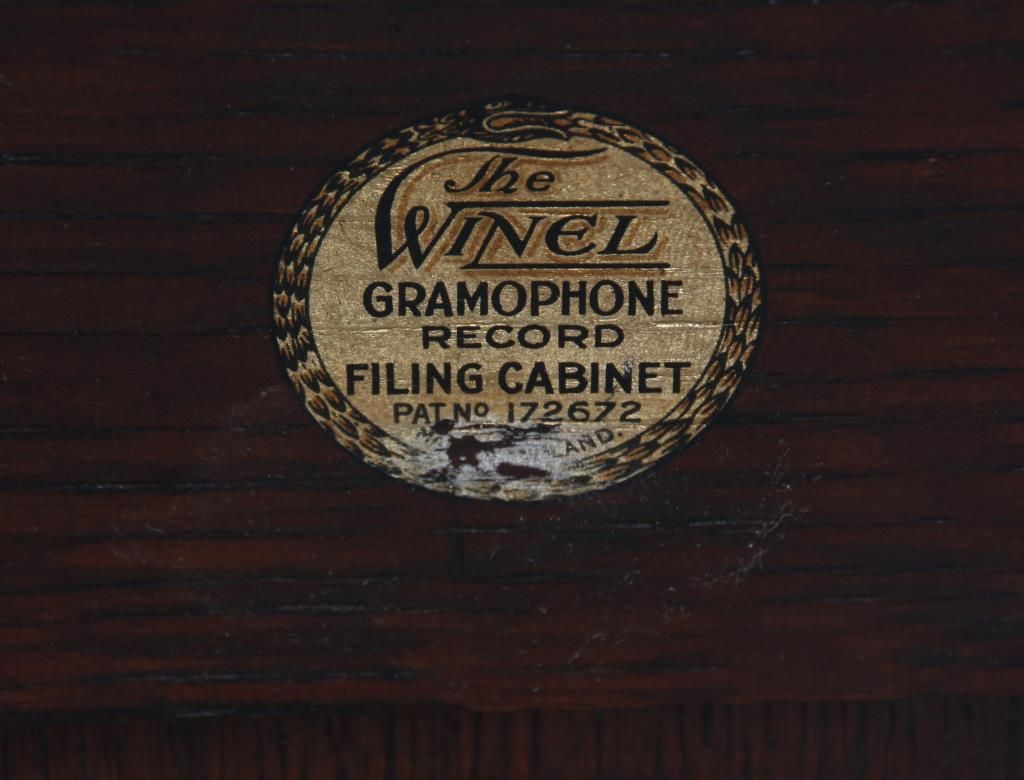 The
WINEL
GRAMOPHONE
RECORD
FILING CABINET
PAT. No 172672